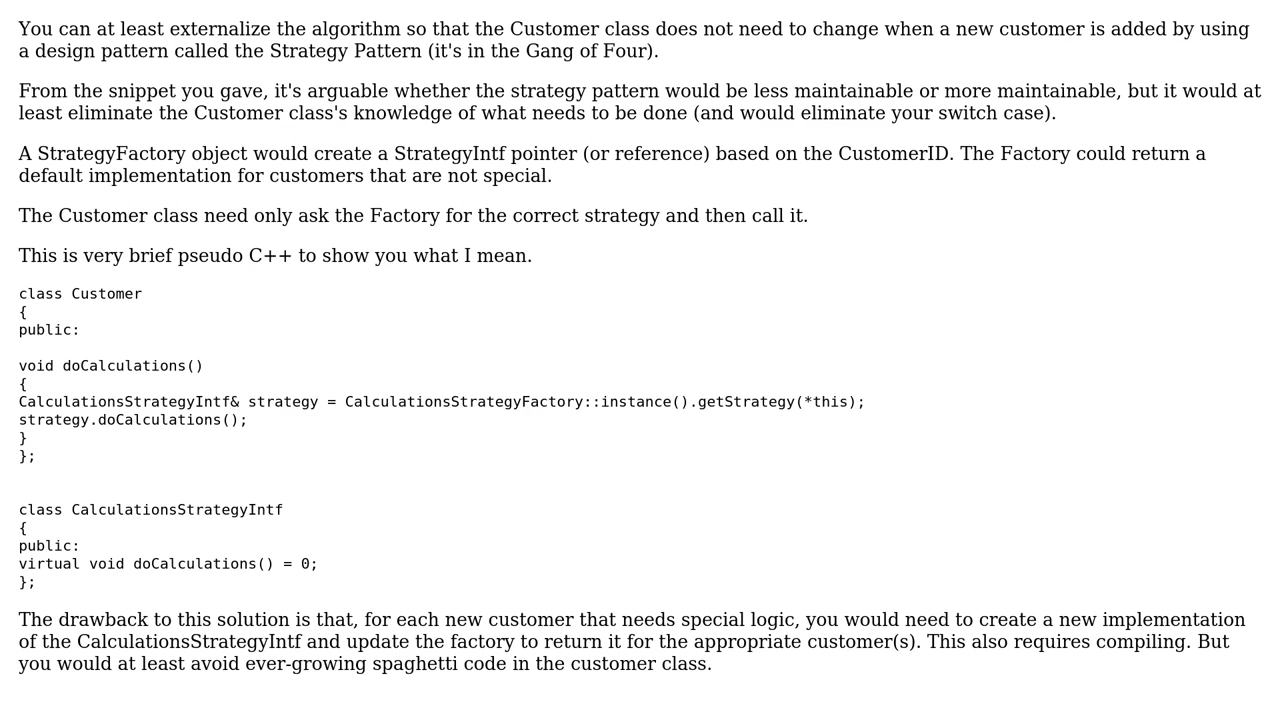 You can at least externalize the algorithm so that the Customer class does not need to change when a new customer is added by using
a design pattern called the Strategy Pattern (it's in the Gang of Four).
From the snippet you gave, it's arguable whether the strategy pattern would be less maintainable or more maintainable, but it would at
least eliminate the Customer class's knowledge of what needs to be done (and would eliminate your switch case).
A StrategyFactory object would create a StrategyIntf pointer (or reference) based on the CustomerID. The Factory could return a
default implementation for customers that are not special.
The Customer class need only ask the Factory for the correct strategy and then call it.
This is very brief pseudo C++ to show you what I mean.
class Customer
{
public:
void doCalculations()
{
CalculationsStrategyIntf& strategy = CalculationsStrategyFactory::instance().getStrategy(*this);
strategy.doCalculations();
}
};
class CalculationsStrategyIntf
{
public:
virtual void doCalculations() = 0;
};
The drawback to this solution is that, for each new customer that needs special logic, you would need to create a new implementation
of the CalculationsStrategyIntf and update the factory to return it for the appropriate customer(s). This also requires compiling. But
you would at least avoid ever-growing spaghetti code in the customer class.